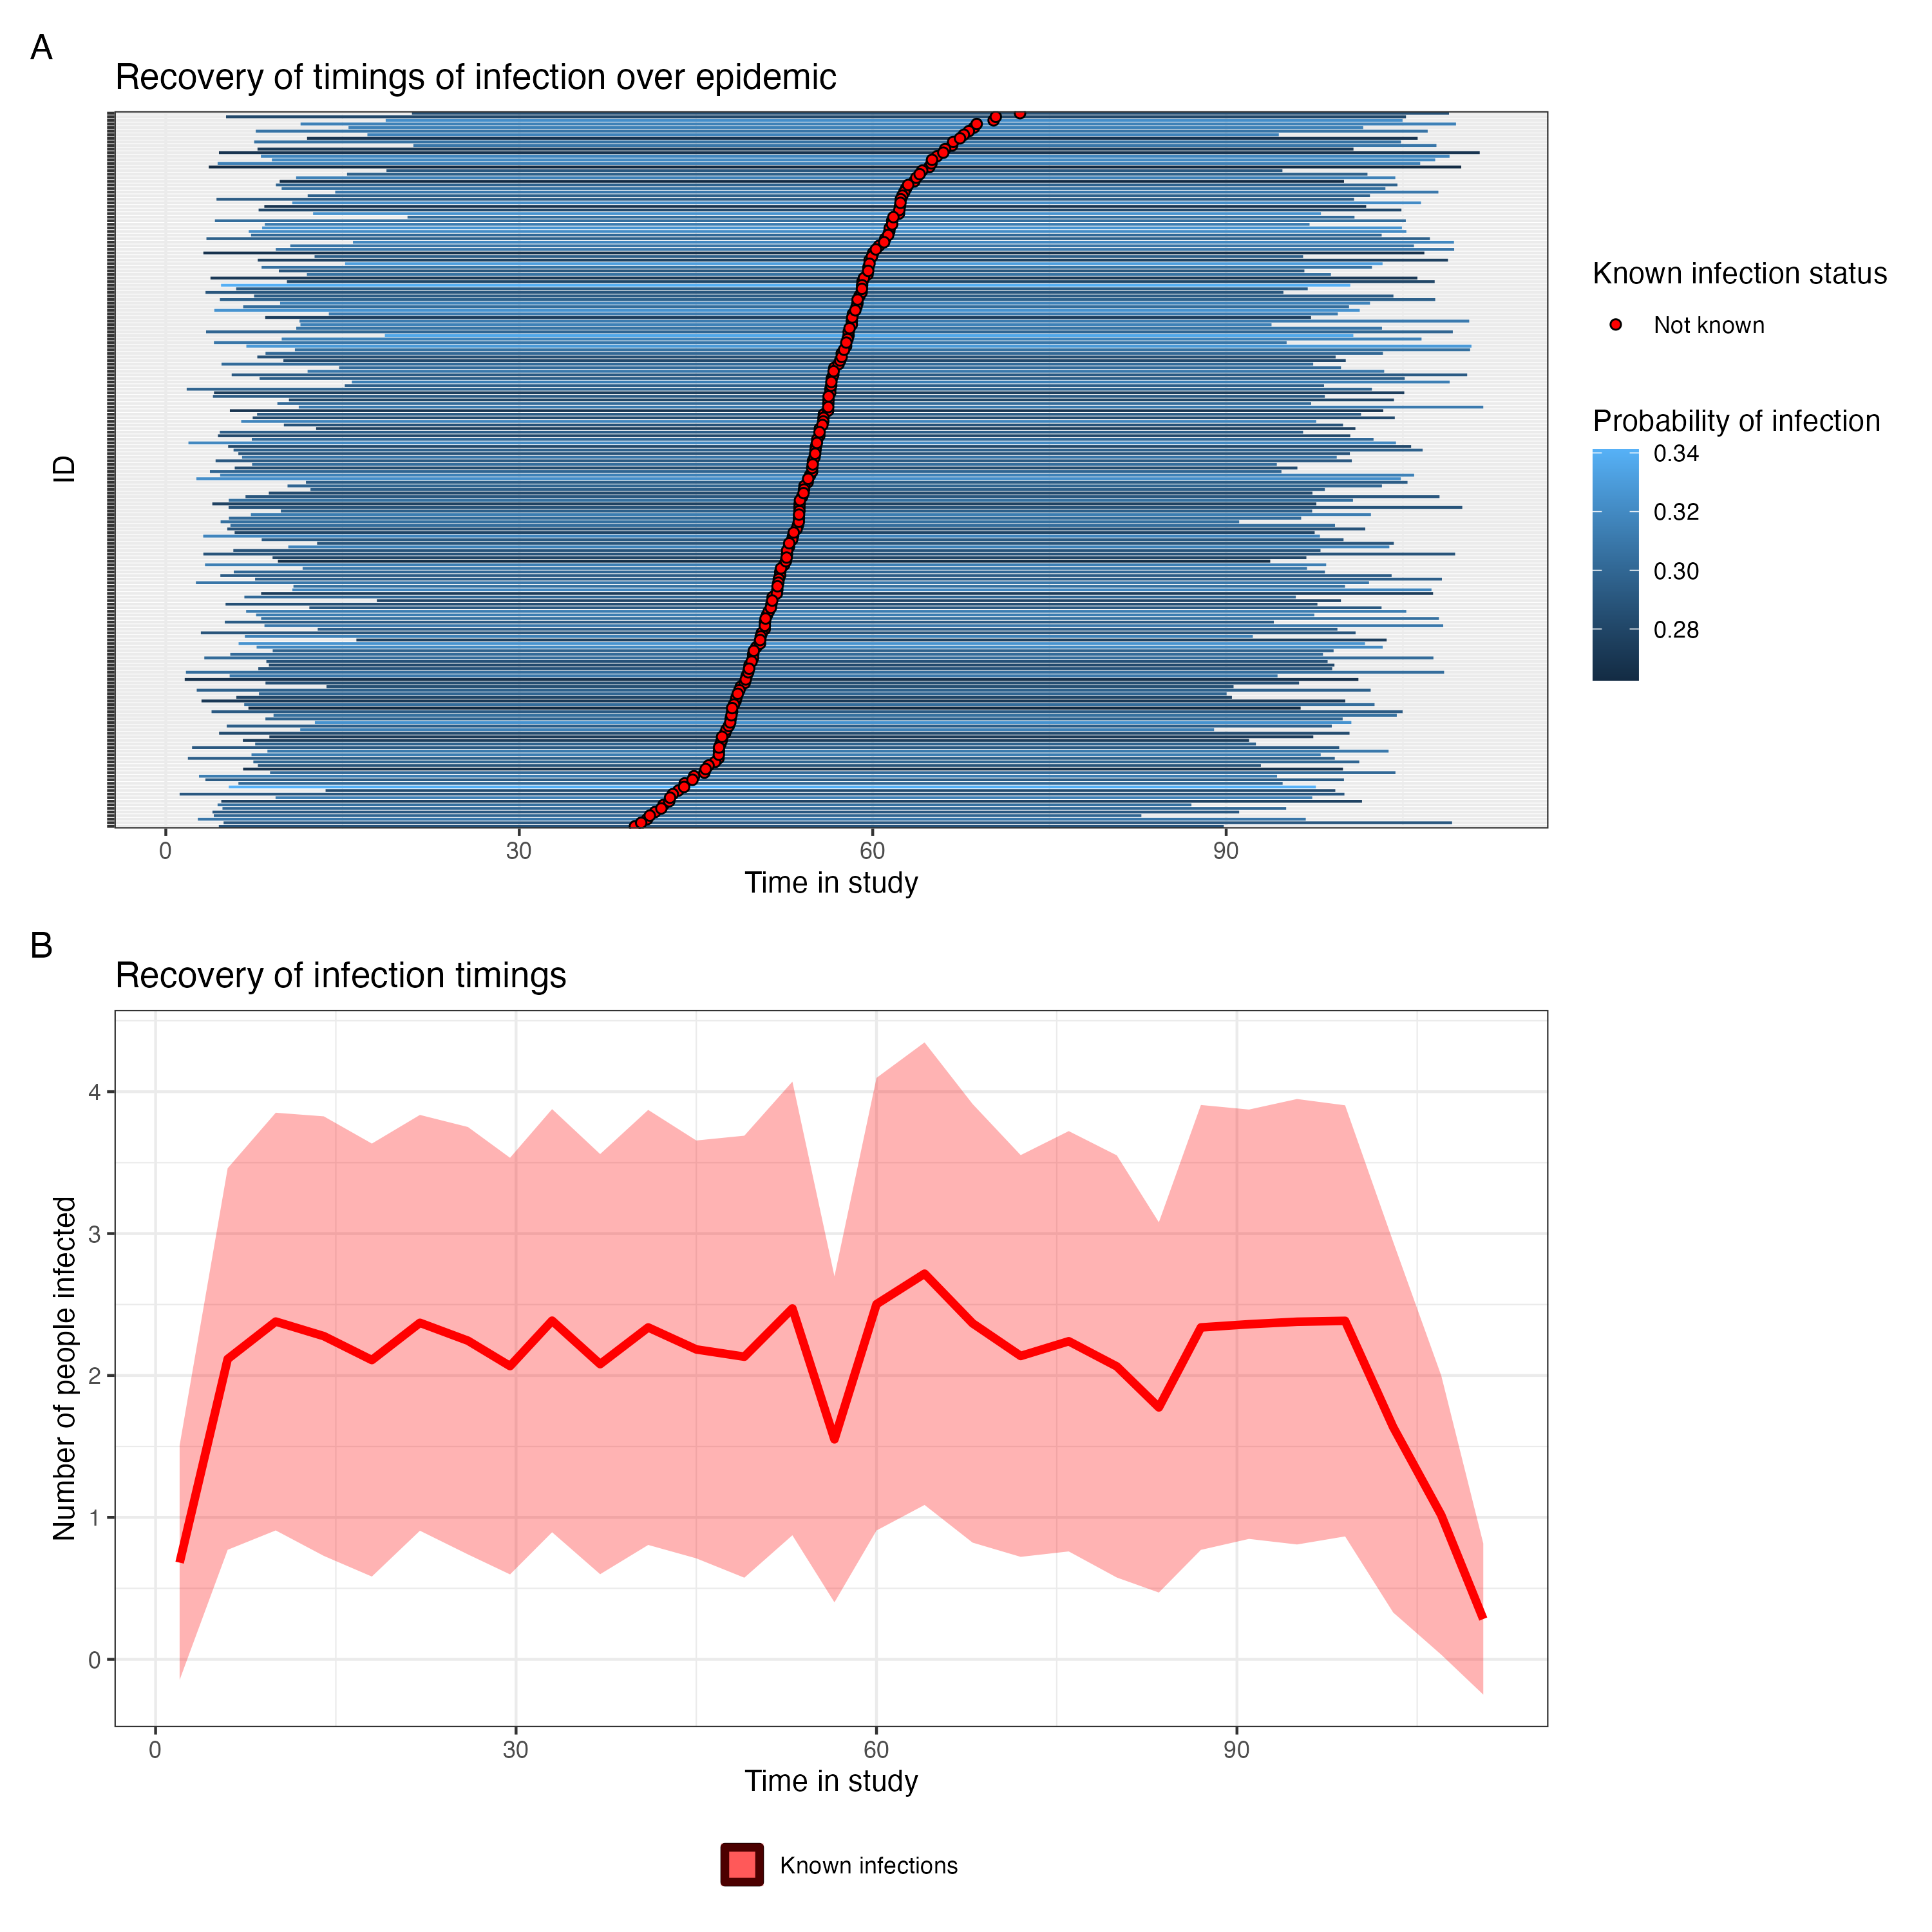 A
Recovery of timings of infection over epidemic
ID
0 30 60 90
Time in study
Known infection status
Not known
Probability of infection
0.34
0.32
0.30
0.28
B
Recovery of infection timings
Number of people infected
4
3
2
1
0
0 30 60 90
Time in study
Known infections